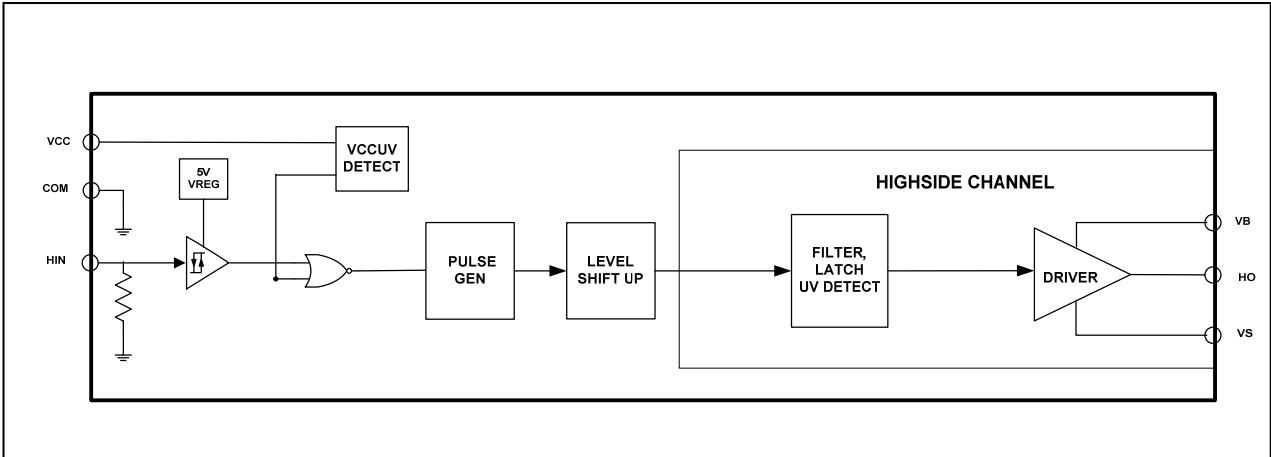 VCC
VCCUV
DETECT
5V
VREG
COM
HIGHSIDE CHANNEL
HIN
PULSE
GEN
LEVEL
SHIFT UP
FILTER,
LATCH
UV DETECT
DRIVER
VB
HO
VS